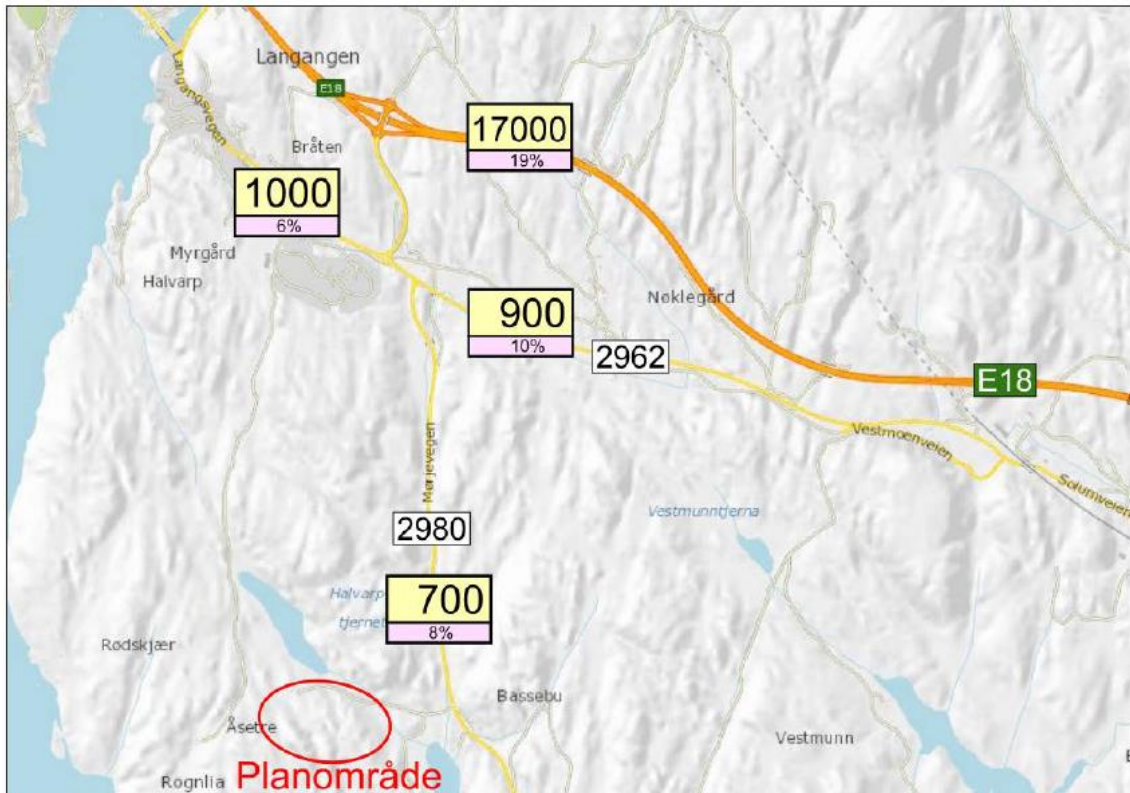 Langangen
E18
Langangsvegen
17000
19%
Bråten
1000
6%
Myrgård
Halvarp
Nøklegård
900
10%
2962
E18
Vestmoenveien
Solumveien
Mørjevegen
Vestmunntjerna
2980
Halvarp
tjernet
700
8%
Rødskjær
Bassebu
Åsetre
Vestmunn
Rognlia
Planområde